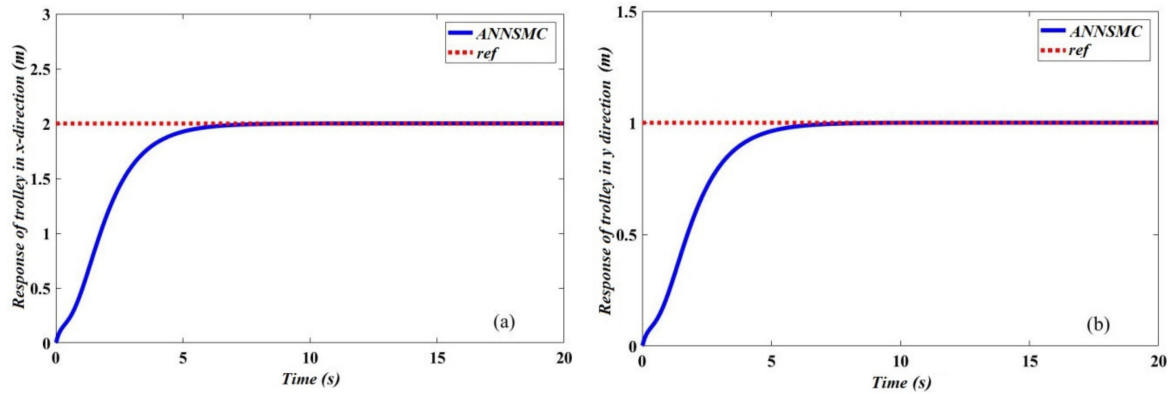 Response of trolley in x-direction (m)
3
2.5
2
1.5
1
0.5
0
0
5
10
15
20
Time (s)
ANNSMC
ref
(a)
Response of trolley in y direction (m)
1.5
1
0.5
0
0
5
10
15
20
Time (s)
ANNSMC
ref
(b)